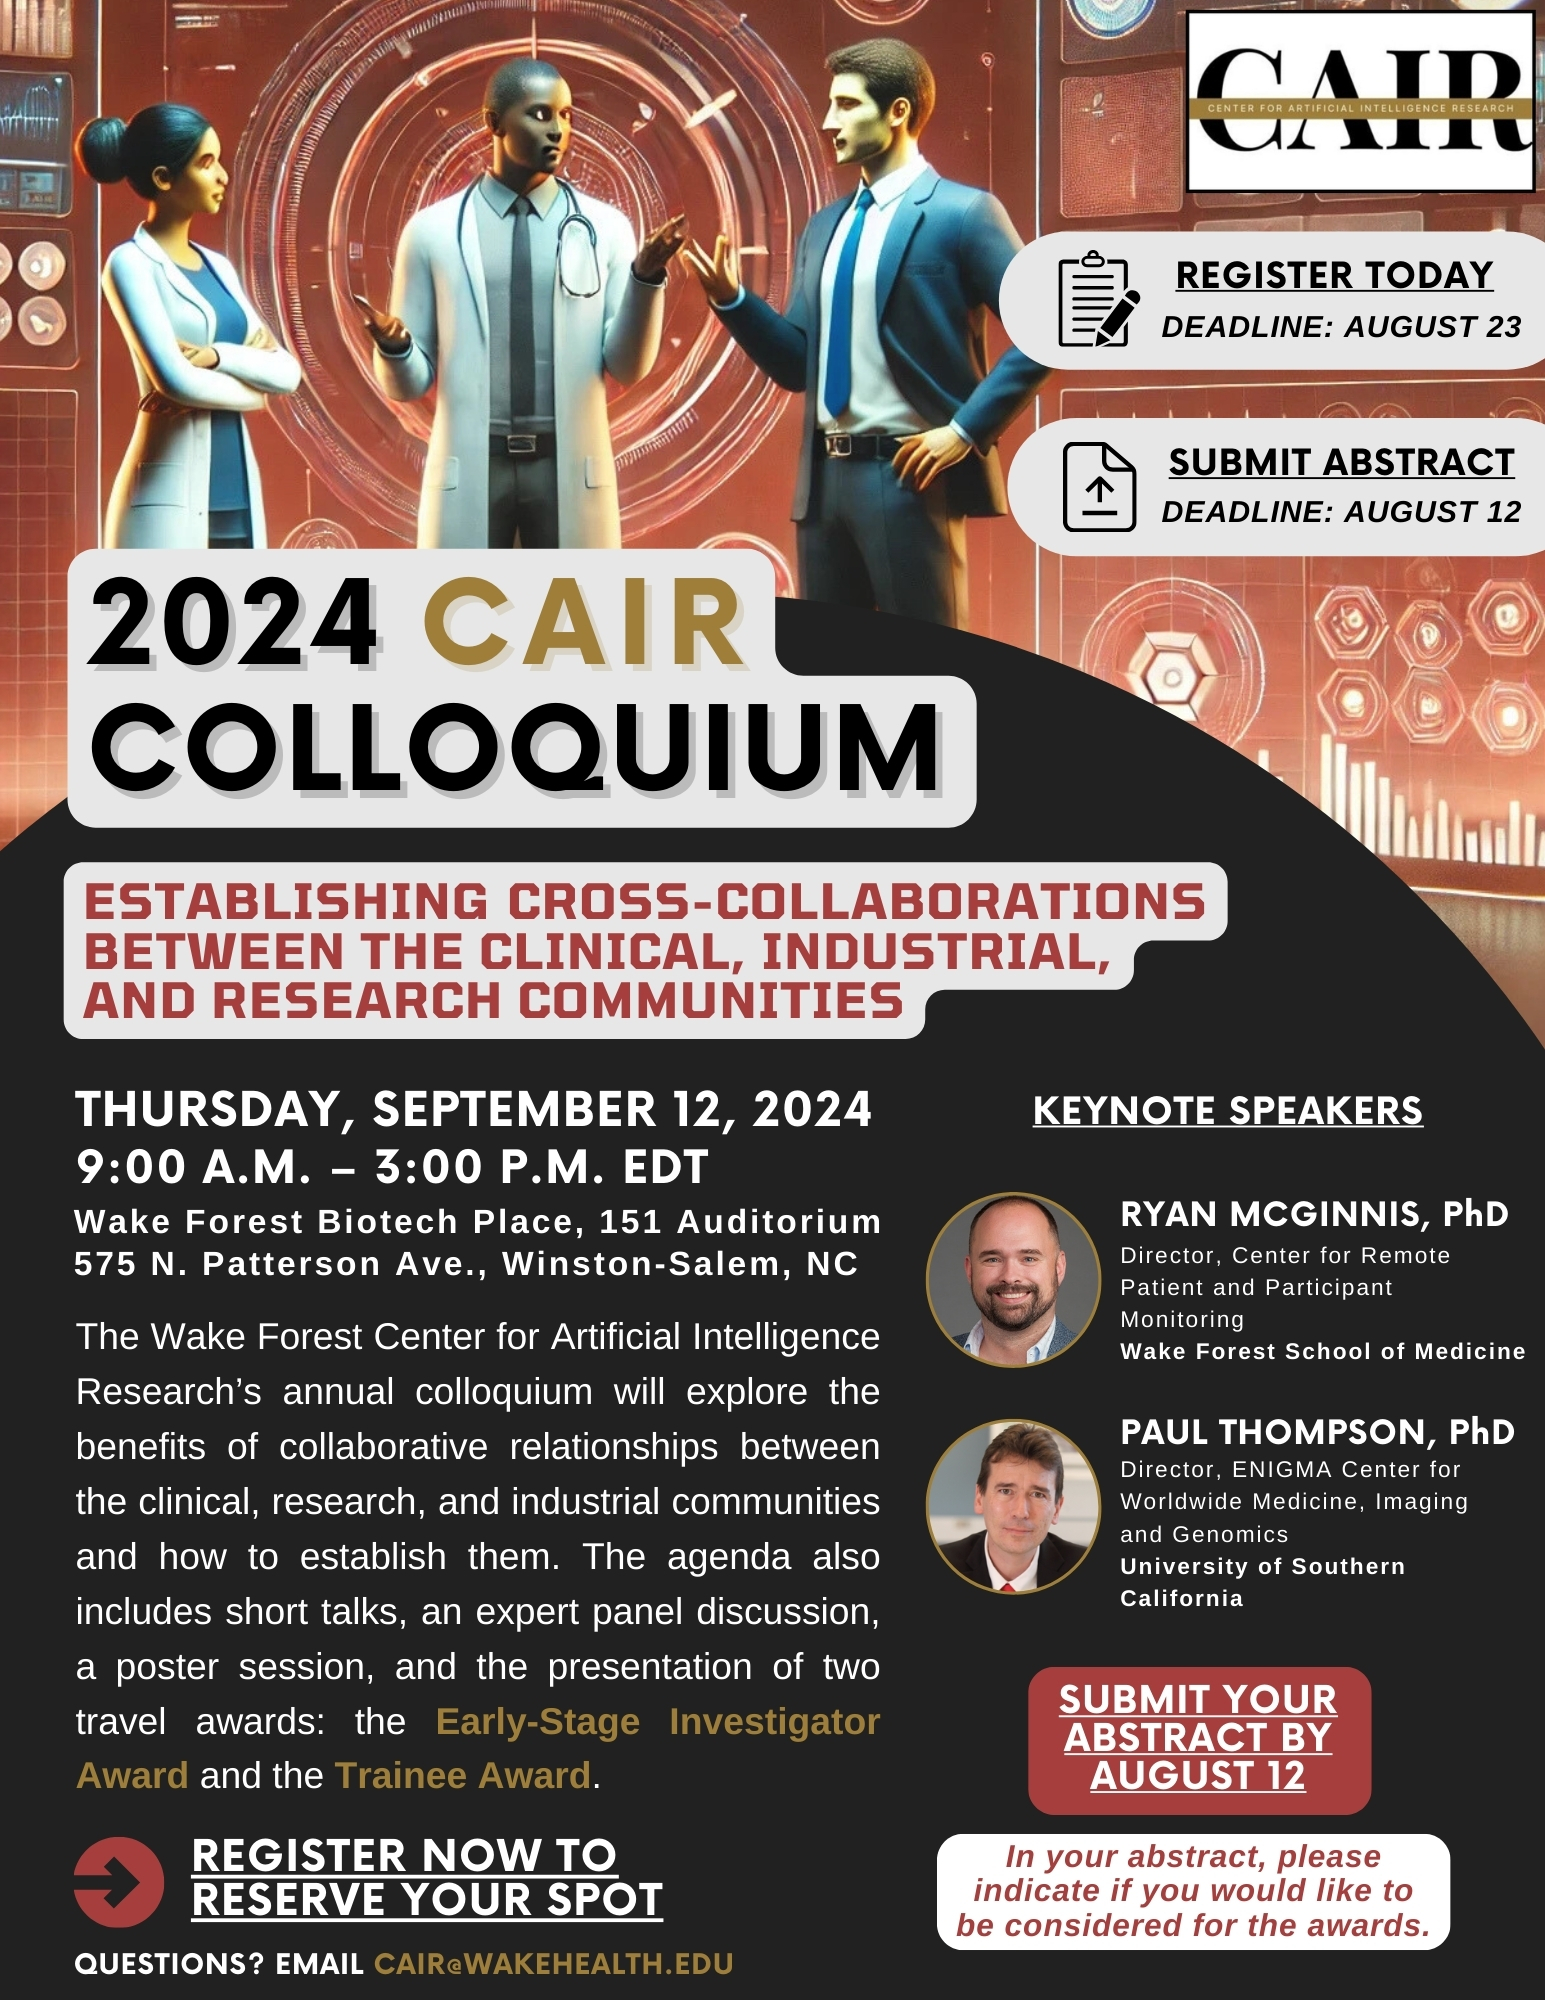 CAIR
CENTER FOR ARTIFICIAL INTELLIGENCE RESEARCH
REGISTER TODAY
DEADLINE: AUGUST 23
SUBMIT ABSTRACT
DEADLINE: AUGUST 12
2024 CAIR
COLLOQUIUM
ESTABLISHING CROSS-COLLABORATIONS
BETWEEN THE CLINICAL, INDUSTRIAL,
AND RESEARCH COMMUNITIES
THURSDAY, SEPTEMBER 12, 2024
9:00 A.M. – 3:00 P.M. EDT
Wake Forest Biotech Place, 151 Auditorium
575 N. Patterson Ave., Winston-Salem, NC
The Wake Forest Center for Artificial Intelligence
Research’s annual colloquium will explore the
benefits of collaborative relationships between
the clinical, research, and industrial communities
and how to establish them. The agenda also
includes short talks, an expert panel discussion,
a poster session, and the presentation of two
travel awards: the Early-Stage Investigator
Award and the Trainee Award.
REGISTER NOW TO
RESERVE YOUR SPOT
QUESTIONS? EMAIL CAIR@WAKEHEALTH.EDU
KEYNOTE SPEAKERS
RYAN MCGINNIS, PhD
Director, Center for Remote
Patient and Participant
Monitoring
Wake Forest School of Medicine
PAUL THOMPSON, PhD
Director, ENIGMA Center for
Worldwide Medicine, Imaging
and Genomics
University of Southern
California
SUBMIT YOUR
ABSTRACT BY
AUGUST 12
In your abstract, please
indicate if you would like to
be considered for the awards.